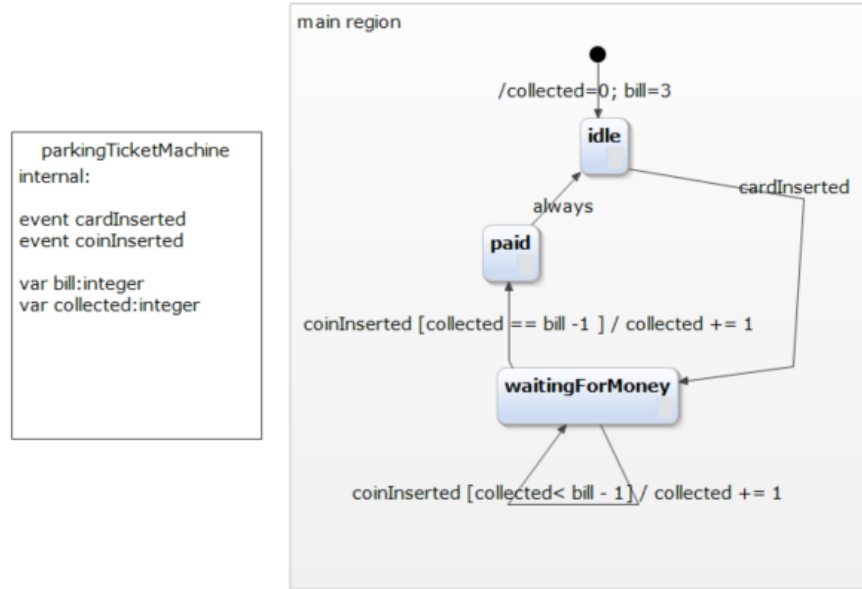 parkingTicketMachine
internal:
event cardInserted
event coinInserted
var bill:integer
var collected:integer
main region
/collected=0; bill=3
idle
cardInserted
always
paid
coinInserted [collected == bill -1 ] / collected += 1
waitingForMoney
coinInserted [collected< bill - 1] / collected += 1